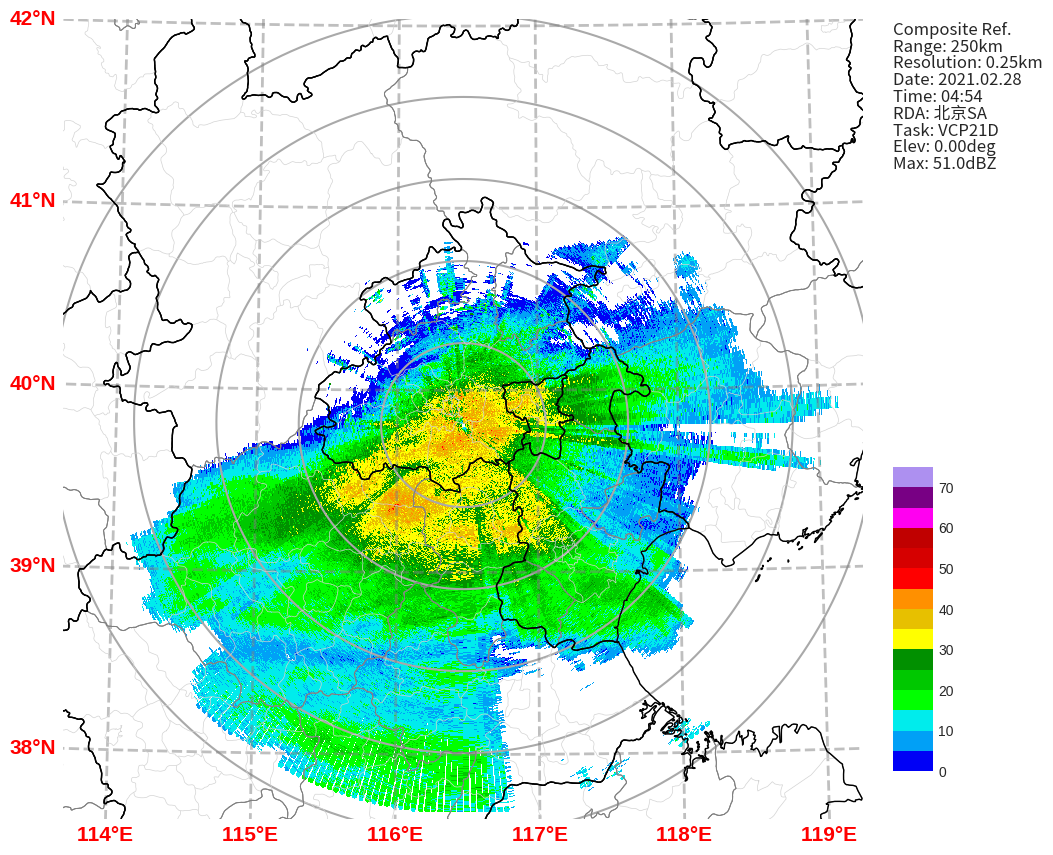 42°N
41°N
40°N
39°N
38°N
114°E
115°E
116°E
117°E
118°E
119°E
Composite Ref.
Range: 250km
Resolution: 0.25km
Date: 2021.02.28
Time: 04:54
RDA: 北京SA
Task: VCP21D
Elev: 0.00deg
Max: 51.0dBZ
70
60
50
40
30
20
10
0